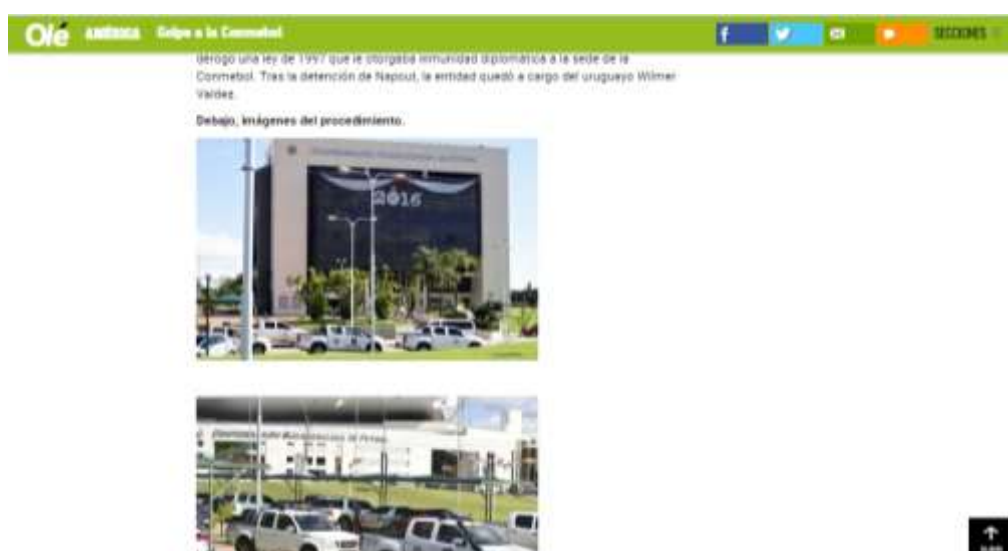 Olé AMÉRICA Golpe a la Conmebol SECCIONES
derogó una ley de 1997 que le otorgaba inmunidad diplomática a la sede de la
Conmebol. Tras la detención de Napout, la entidad quedó a cargo del uruguayo Wilmer
Valdez.
Debajo, imágenes del procedimiento.
2016